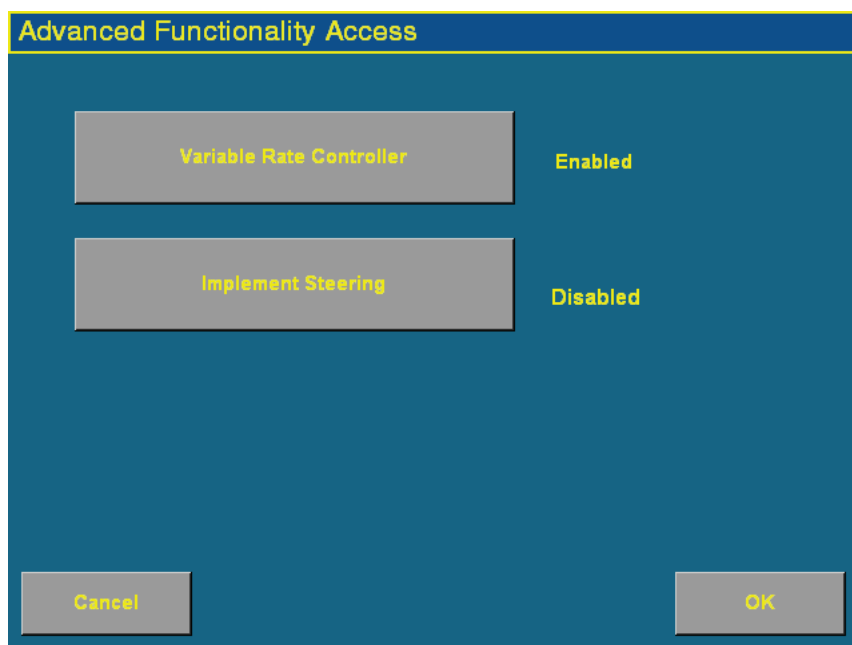 Advanced Functionality Access
Variable Rate Controller
Enabled
Implement Steering
Disabled
Cancel
OK